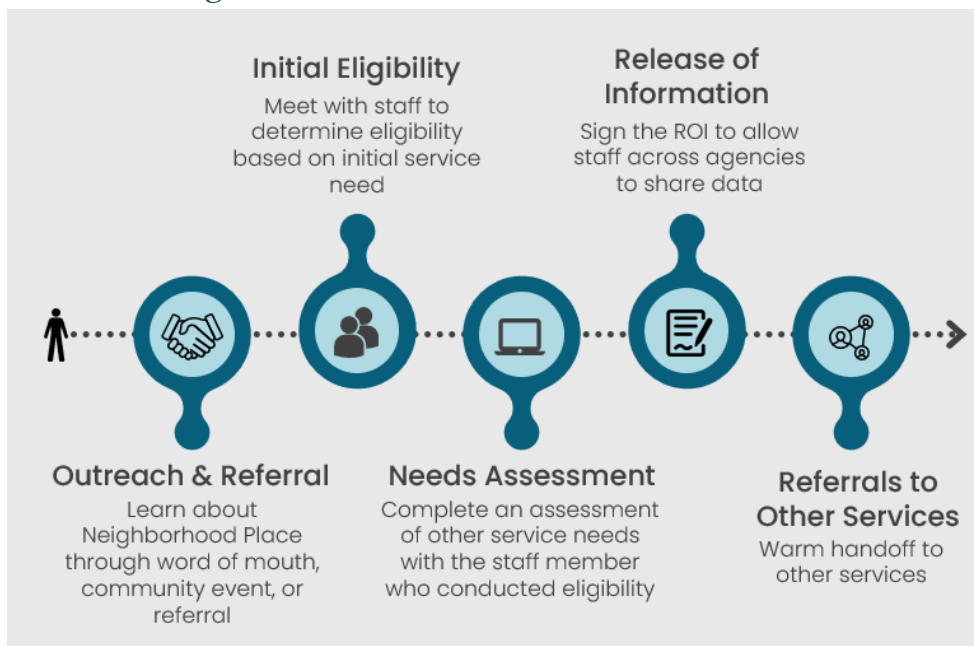 Initial Eligibility
Meet with staff to
determine eligibility
based on initial service
need
Release of
Information
Sign the ROI to allow
staff across agencies
to share data
Outreach & Referral
Learn about
Neighborhood Place
through word of mouth,
community event, or
referral
Needs Assessment
Complete an assessment
of other service needs
with the staff member
who conducted eligibility
Referrals to
Other Services
Warm handoff to
other services